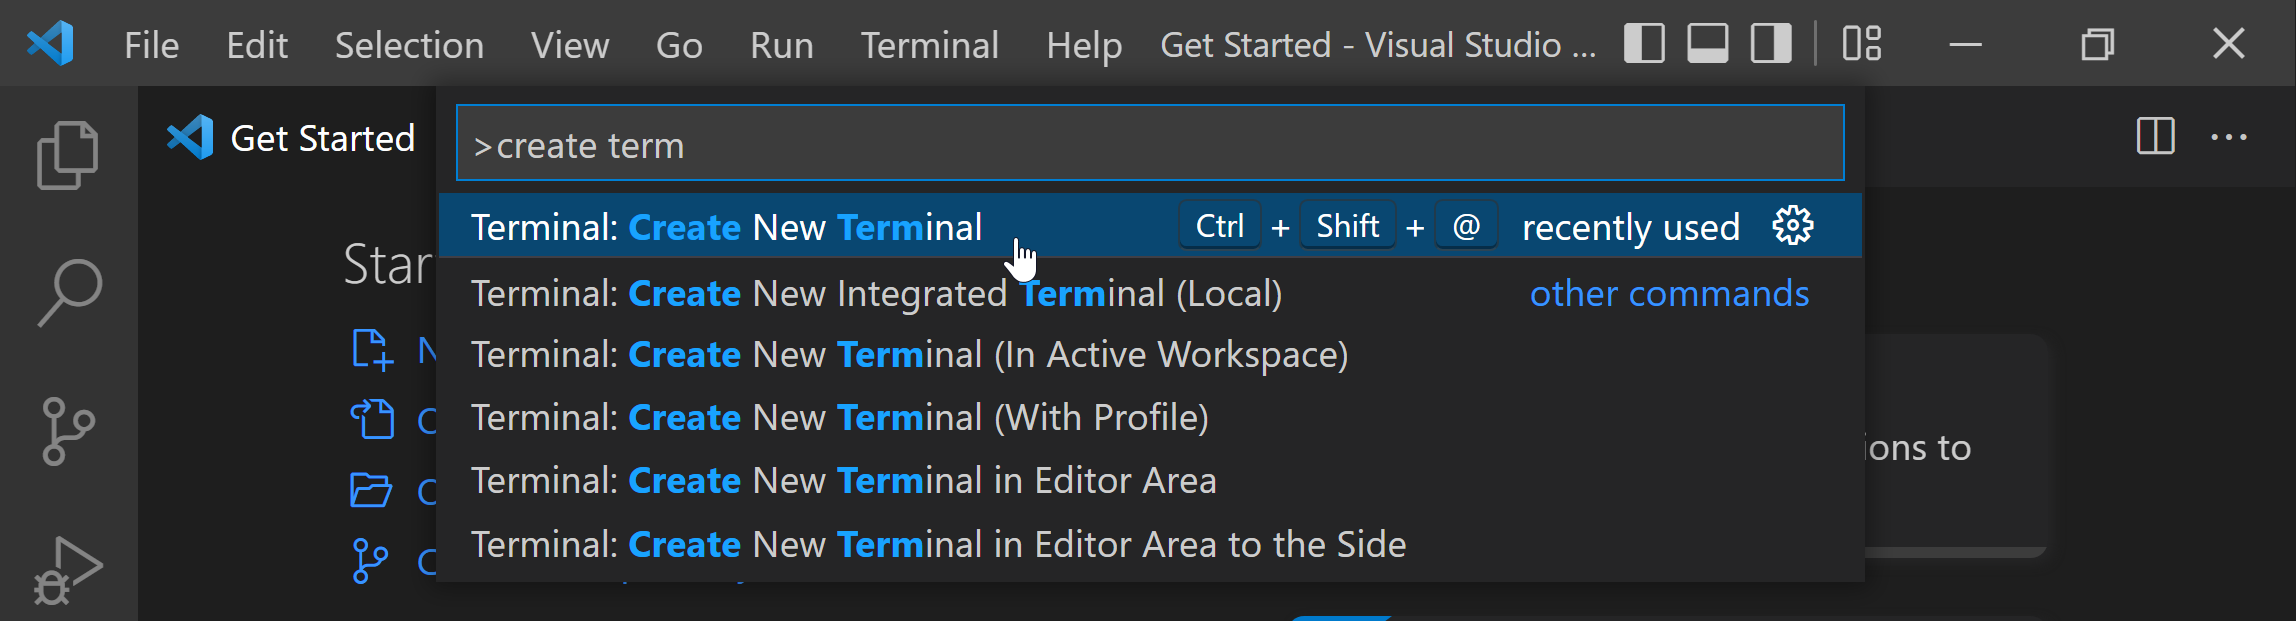 File Edit Selection View Go Run Terminal Help Get Started - Visual Studio ...
Get Started
>create term
Terminal: Create New Terminal Ctrl + Shift + @ recently used
Terminal: Create New Integrated Terminal (Local) other commands
Terminal: Create New Terminal (In Active Workspace)
Terminal: Create New Terminal (With Profile)
Terminal: Create New Terminal in Editor Area
Terminal: Create New Terminal in Editor Area to the Side
to